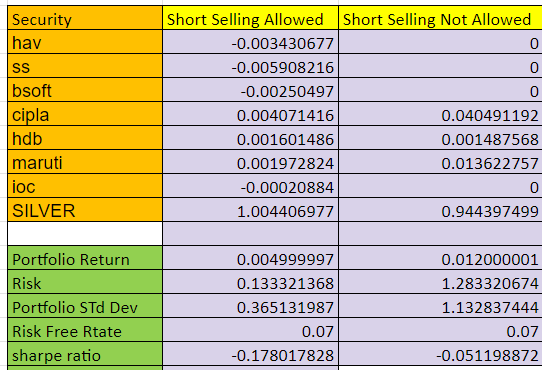 Security Short Selling Allowed Short Selling Not Allowed
hav -0.003430677 0
ss -0.005908216 0
bsoft -0.00250497 0
cipla 0.004071416 0.040491192
hdb 0.001601486 0.001487568
maruti 0.001972824 0.013622757
ioc -0.00020884 0
SILVER 1.004406977 0.944397499
Portfolio Return 0.004999997 0.012000001
Risk 0.133321368 1.283320674
Portfolio STd Dev 0.365131987 1.132837444
Risk Free Rtate 0.07 0.07
sharpe ratio -0.178017828 -0.051198872